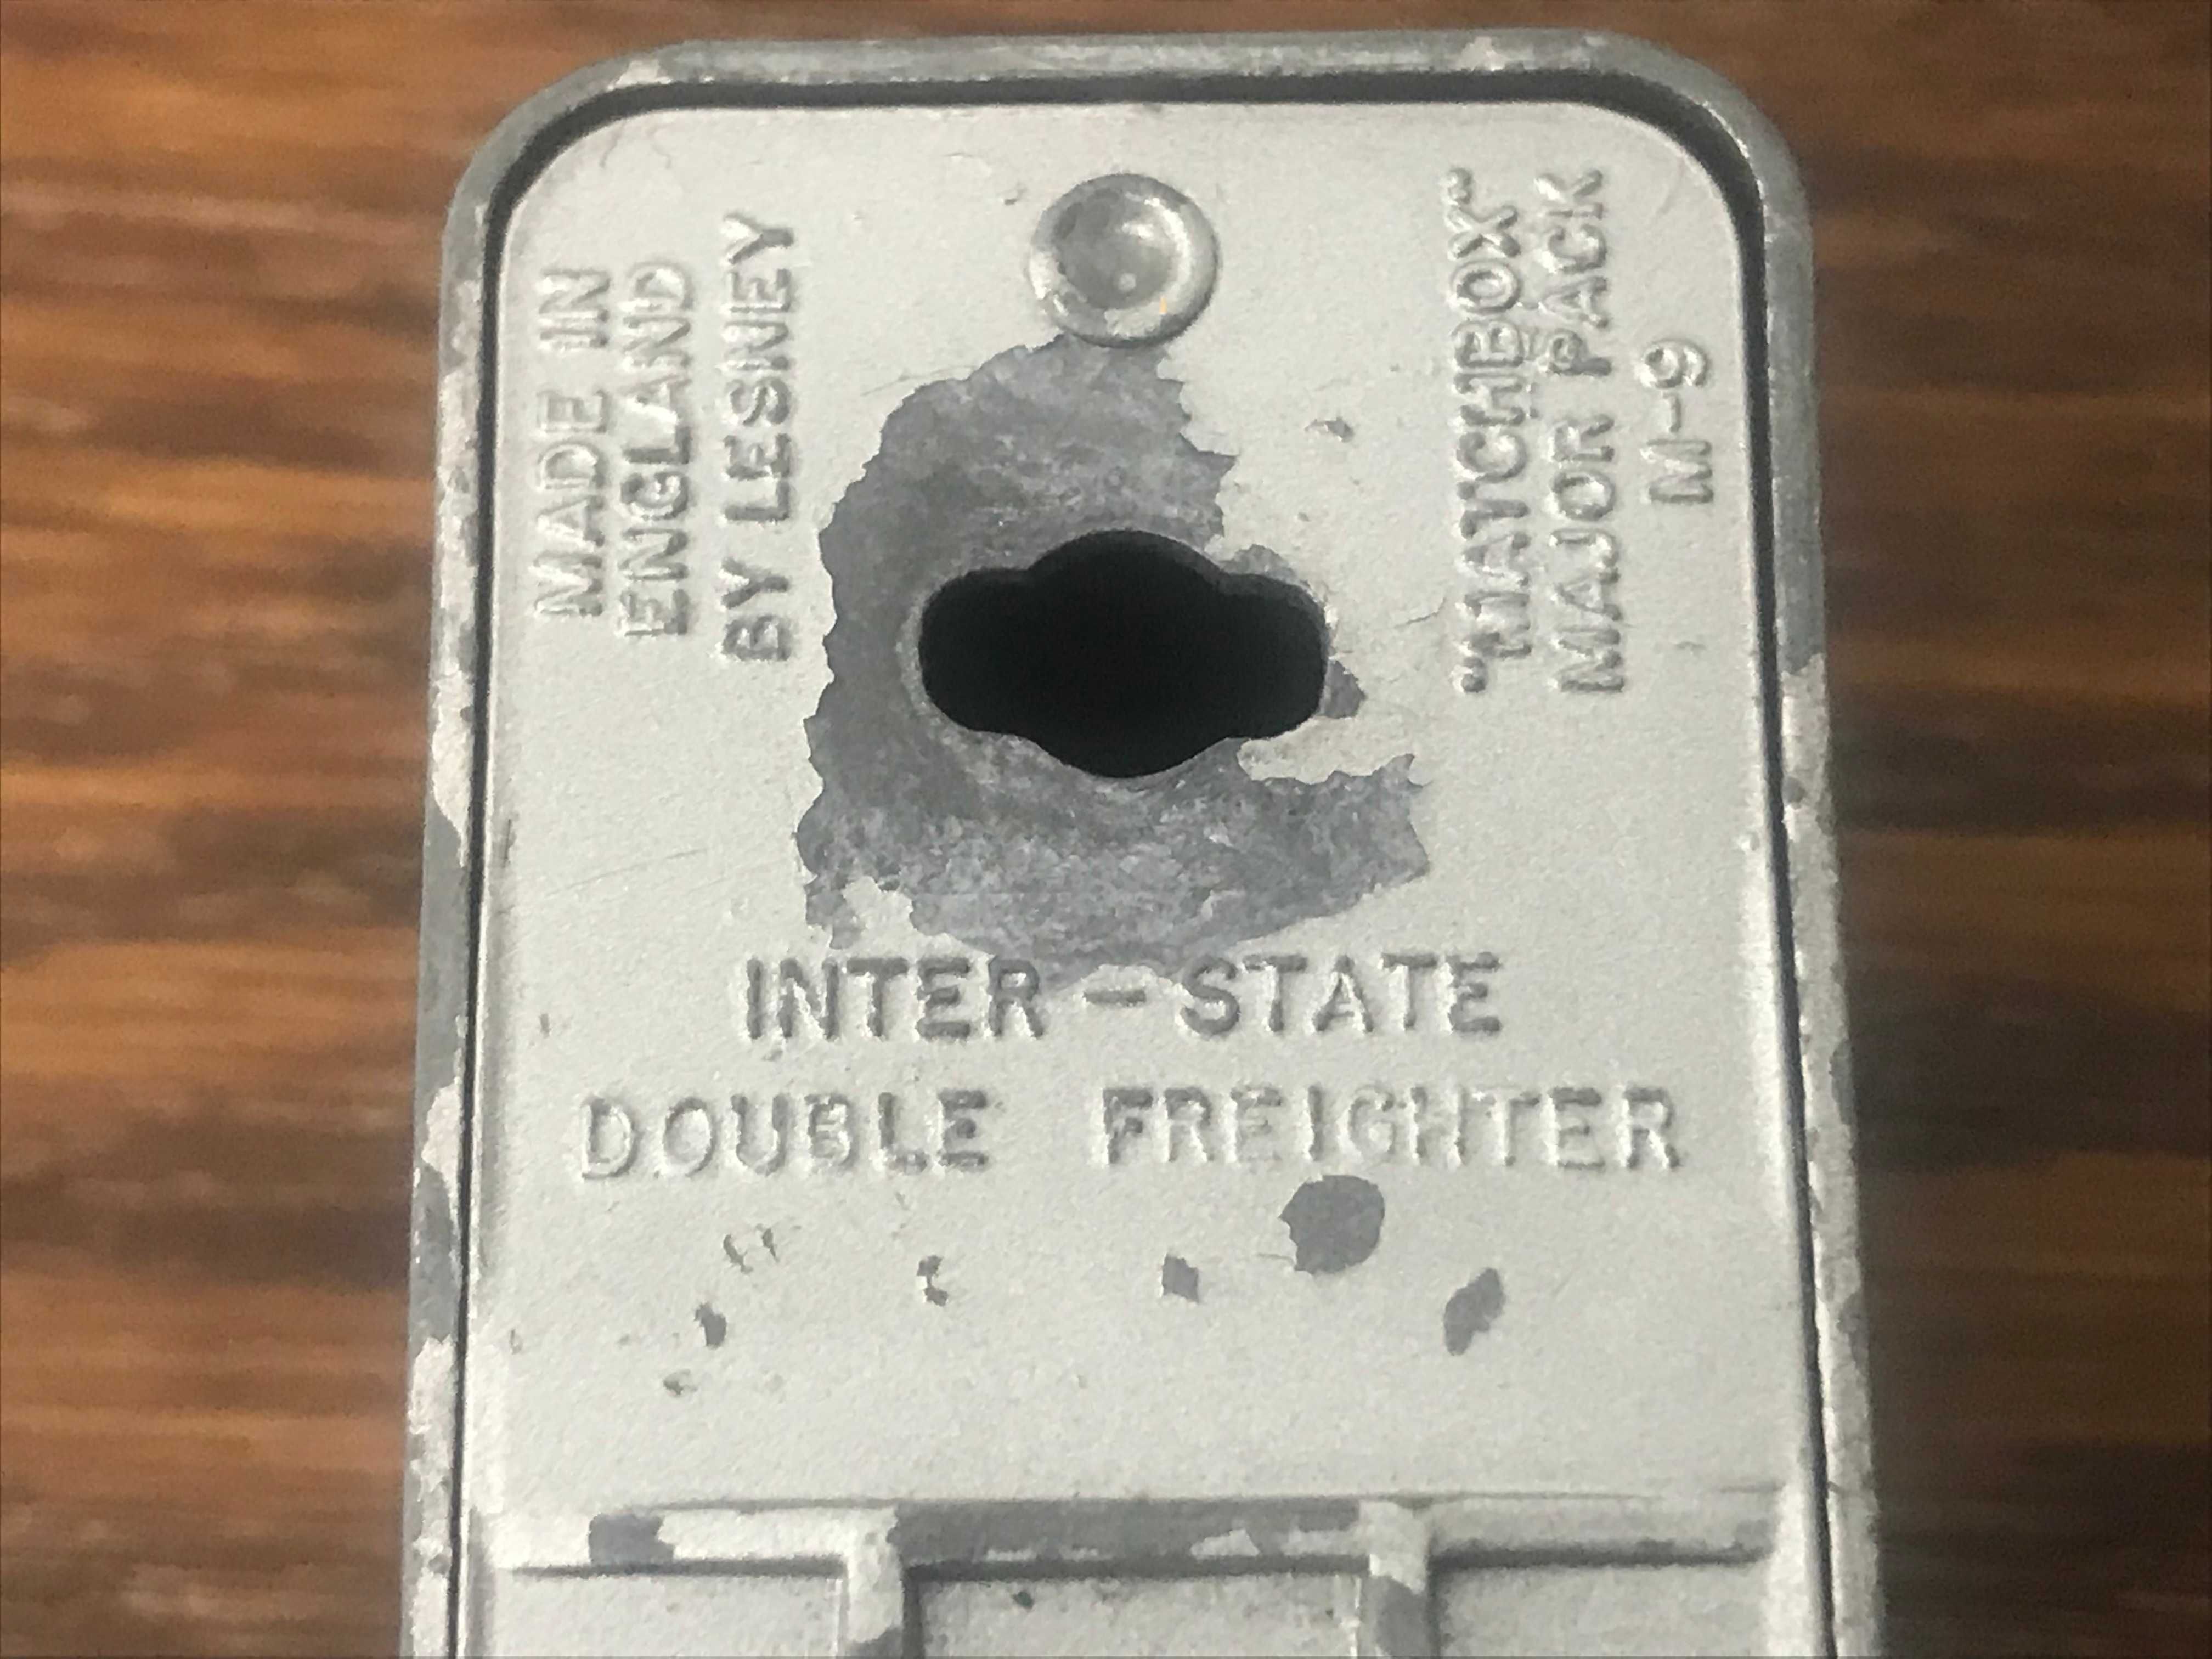 MADE IN
ENGLAND
BY LESNEY
"MATCHBOX"
MAJOR PACK
M-9
INTER-STATE
DOUBLE FREIGHTER